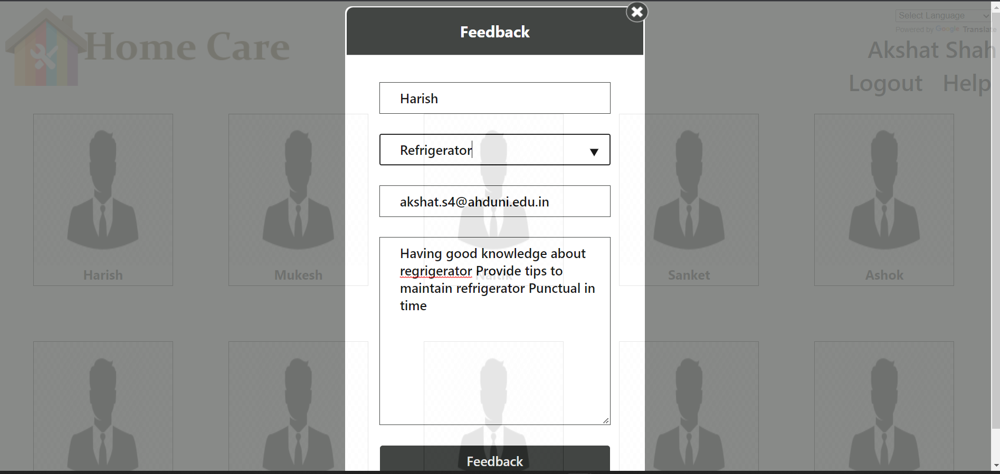 Home Care
Select Language
Powered by Google Translate
Akshat Shah
Logout Help
Feedback
Harish
Refrigerator
akshat.s4@ahduni.edu.in
Having good knowledge about
regrigerator Provide tips to
maintain refrigerator Punctual in
time
Feedback
Harish
Mukesh
Naitik
Sanket
Ashok